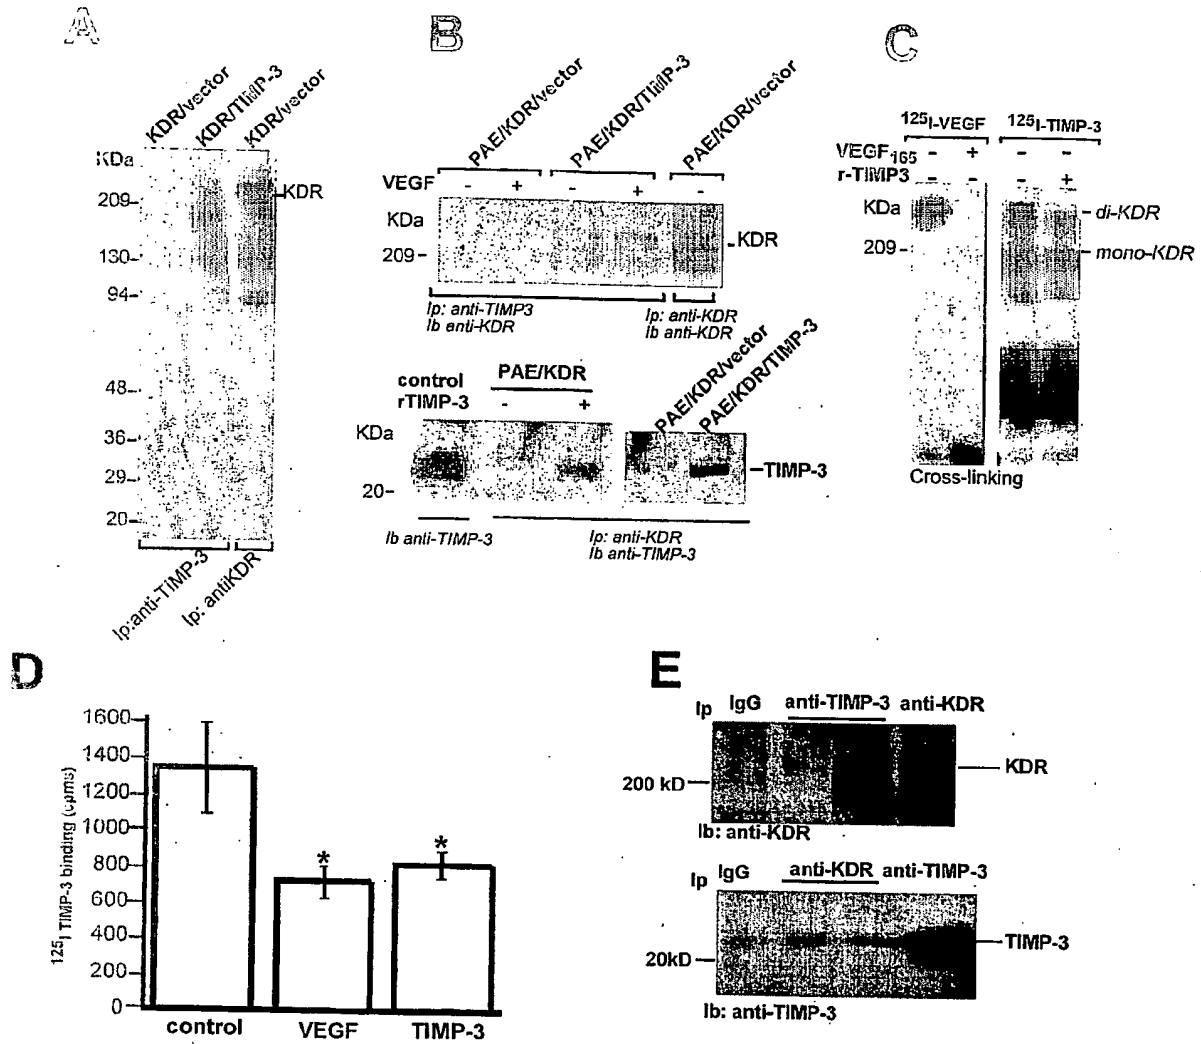 A
KDR/vector
KDR/TIMP-3
KDR/vector
KDa
209-
130-
94-
48-
36-
29-
20-
KDR
Ip:anti-TIMP-3
Ip: antiKDR
B
PAE/KDR/vector
PAE/KDR/TIMP-3
PAE/KDR/vector
VEGF - + - + -
KDa
209-
-KDR
Ip: anti-TIMP3
Ib anti-KDR
Ip: anti-KDR
Ib anti-KDR
control
rTIMP-3
PAE/KDR
- +
PAE/KDR/vector
PAE/KDR/TIMP-3
KDa
20-
-TIMP-3
Ib anti-TIMP-3
Ip: anti-KDR
Ib anti-TIMP-3
C
125I-VEGF 125I-TIMP-3
VEGF165 - + - -
r-TIMP3 - - - +
KDa
209-
- di-KDR
- mono-KDR
Cross-linking
D
125I TIMP-3 binding (cpms)
1600
1400
1200
1000
800
600
400
200
0
* *
control VEGF TIMP-3
E
Ip IgG anti-TIMP-3 anti-KDR
200 kD
KDR
Ib: anti-KDR
Ip IgG anti-KDR anti-TIMP-3
20kD
TIMP-3
Ib: anti-TIMP-3